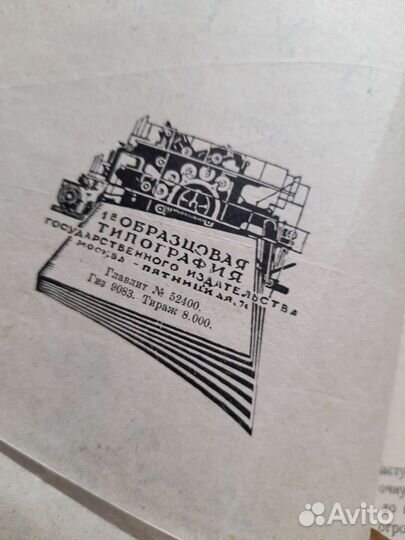 1я ОБРАЗЦОВАЯ
ТИПОГРАФИЯ
ГОСУДАРСТВЕННОГО ИЗДАТЕЛЬСТВА
МОСКВА - ПЯТНИЦКАЯ, 71
Главлит № 52400.
Гиз 9083. Тираж 8.000.
Avito